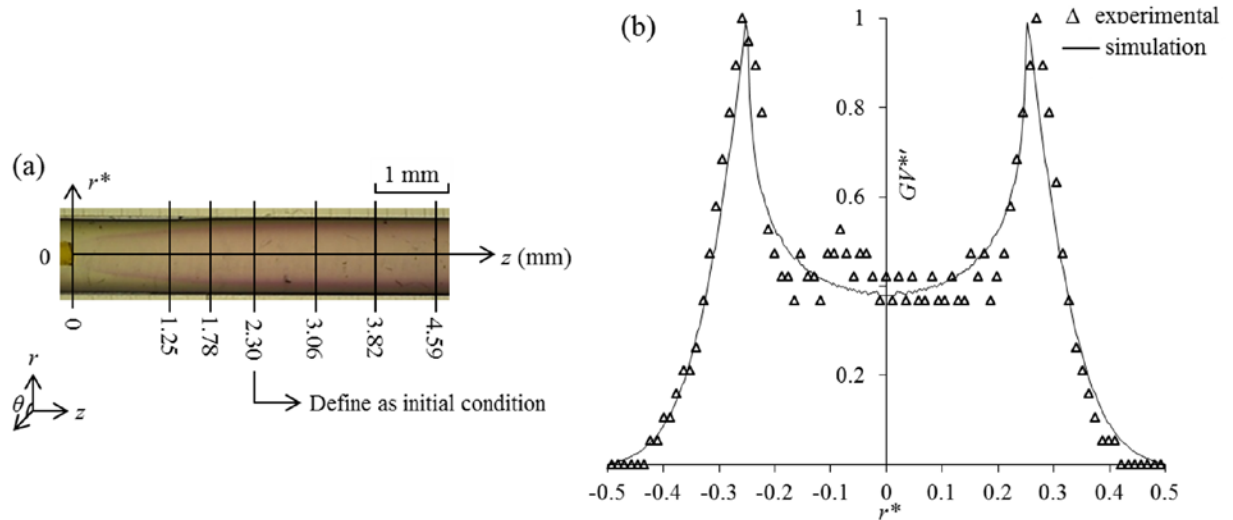 (a)
r*
1 mm
0
z (mm)
0
1.25
1.78
2.30
3.06
3.82
4.59
r
θ
z
Define as initial condition
(b)
Δ experimental
simulation
1
0.8
0.6
0.2
GV*'
-0.5 -0.4 -0.3 -0.2 -0.1 0 0.1 0.2 0.3 0.4 0.5
r*